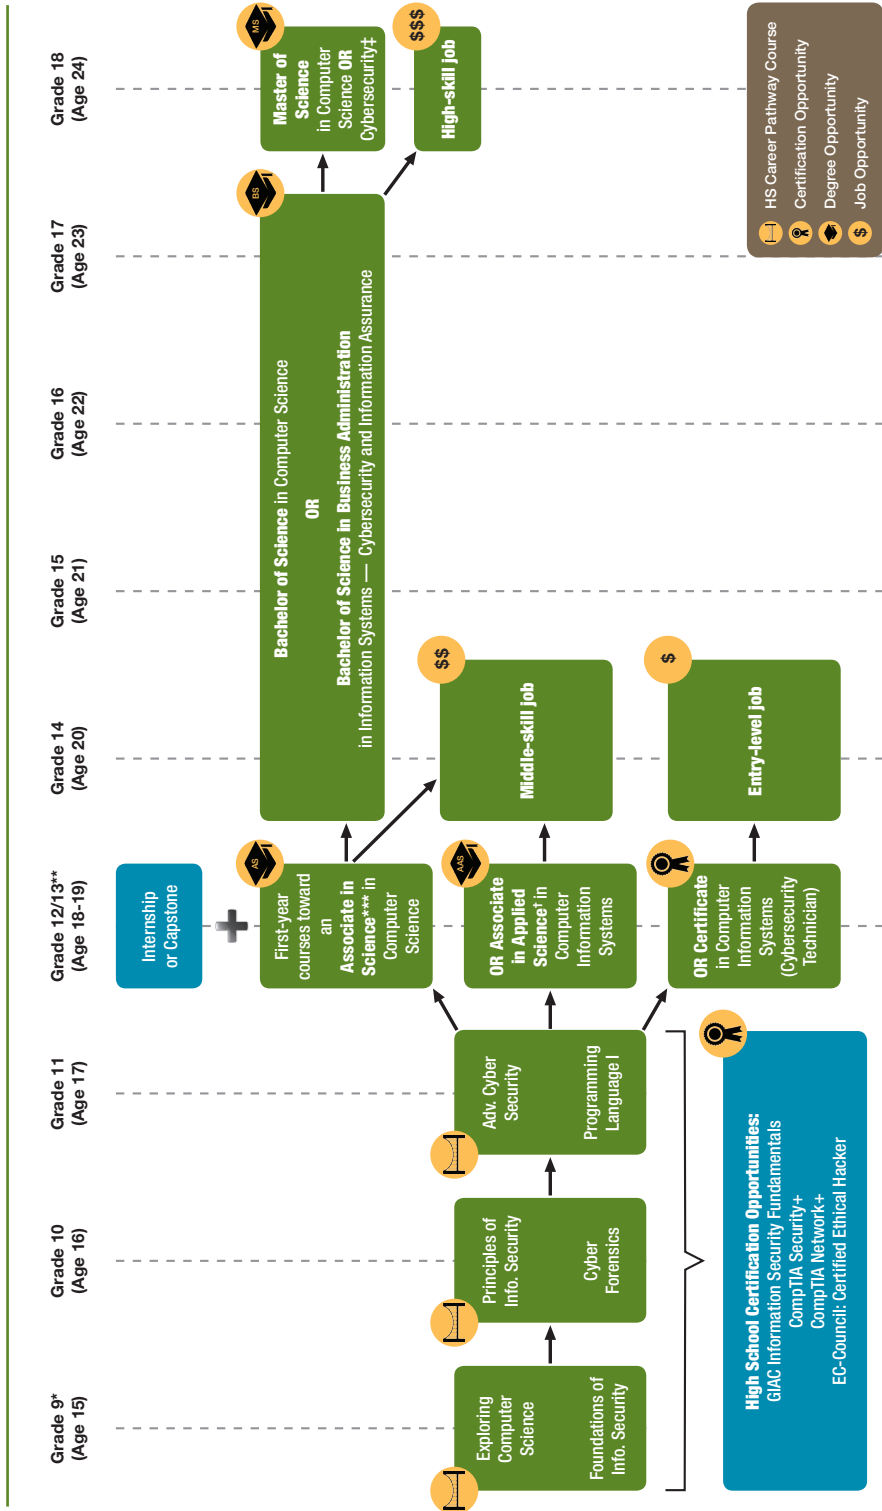 Grade 9*
(Age 15)
Grade 10
(Age 16)
Grade 11
(Age 17)
Grade 12/13**
(Age 18-19)
Grade 14
(Age 20)
Grade 15
(Age 21)
Grade 16
(Age 22)
Grade 17
(Age 23)
Grade 18
(Age 24)
Internship
or Capstone
Exploring
Computer
Science
Foundations of
Info. Security
Principles of
Info. Security
Cyber
Forensics
Adv. Cyber
Security
Programming
Language I
AS
First-year
courses toward
an
Associate in
Science*** in
Computer
Science
AAS
OR Associate
in Applied
Science† in
Computer
Information
Systems
OR Certificate
in Computer
Information
Systems
(Cybersecurity
Technician)
BS
Bachelor of Science in Computer Science
OR
Bachelor of Science in Business Administration
in Information Systems — Cybersecurity and Information Assurance
$$
Middle-skill job
$
Entry-level job
MS
Master of
Science
in Computer
Science OR
Cybersecurity‡
$$$
High-skill job
High School Certification Opportunities:
GIAC Information Security Fundamentals
CompTIA Security+
CompTIA Network+
EC-Council: Certified Ethical Hacker
HS Career Pathway Course
Certification Opportunity
Degree Opportunity
$ Job Opportunity